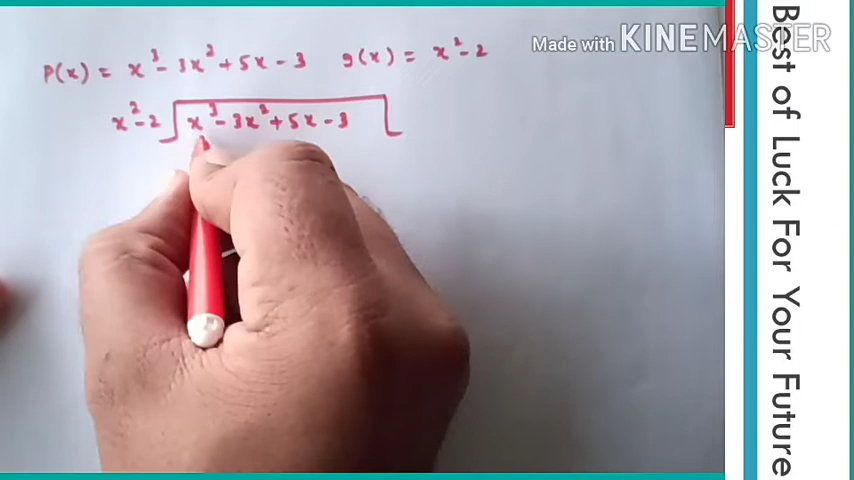 Made with KINEMASTER
P(x) = x³ - 3x² + 5x - 3 g(x) = x² - 2
x² - 2 x³ - 3x² + 5x - 3
Best of Luck For Your Future